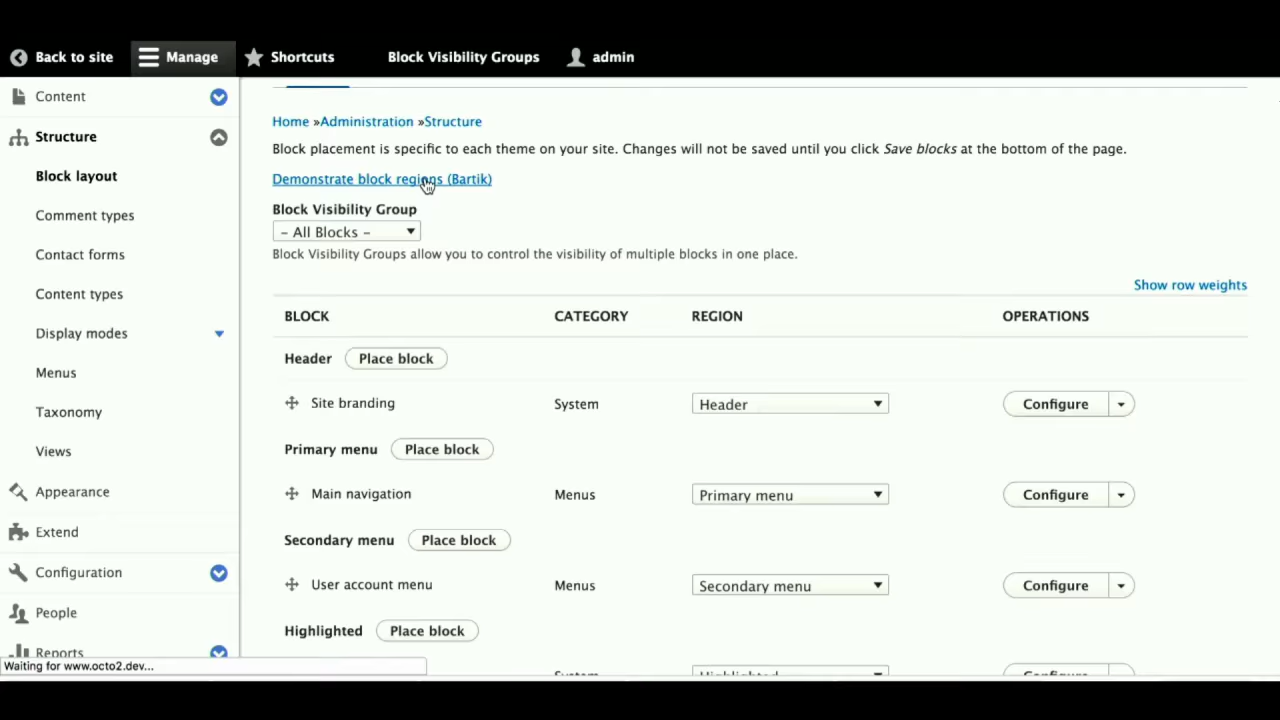 Back to site Manage Shortcuts Block Visibility Groups admin
Content
Structure
Block layout
Comment types
Contact forms
Content types
Display modes
Menus
Taxonomy
Views
Appearance
Extend
Configuration
People
Reports
Waiting for www.octo2.dev...
Home »Administration »Structure
Block placement is specific to each theme on your site. Changes will not be saved until you click Save blocks at the bottom of the page.
Demonstrate block regions (Bartik)
Block Visibility Group
– All Blocks –
Block Visibility Groups allow you to control the visibility of multiple blocks in one place.
Show row weights
BLOCK CATEGORY REGION OPERATIONS
Header Place block
Site branding System Header Configure
Primary menu Place block
Main navigation Menus Primary menu Configure
Secondary menu Place block
User account menu Menus Secondary menu Configure
Highlighted Place block
System Highlighted Configure